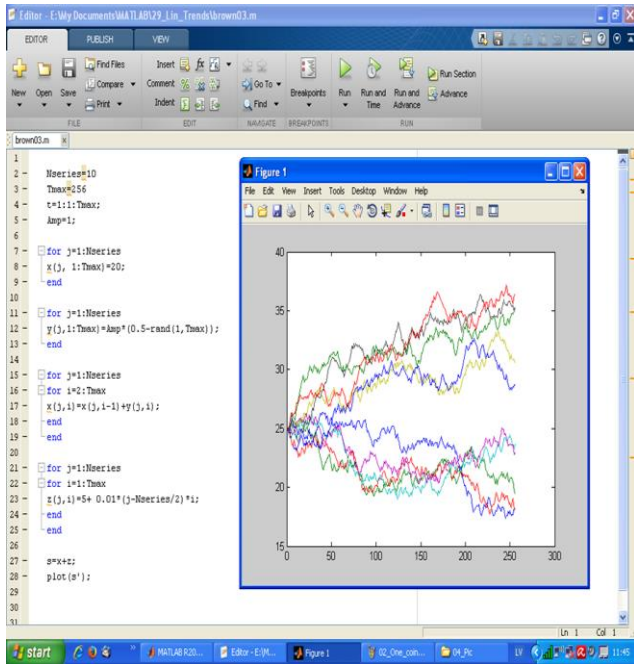 Editor - E:\My Documents\MATLAB\29_Lin_Trends\brown03.m
EDITOR PUBLISH VIEW
New Open Save Find Files Compare Print
Insert fx Comment Indent
Go To Find
Breakpoints
Run Run and Time Run and Advance Run Section Advance
FILE EDIT NAVIGATE BREAKPOINTS RUN
brown03.m x
1
2 - Nseries=10
3 - Tmax=256
4 - t=1:1:Tmax;
5 - Amp=1;
6
7 - for j=1:Nseries
8 - x(j, 1:Tmax)=20;
9 - end
10
11 - for j=1:Nseries
12 - y(j,1:Tmax)=Amp*(0.5-rand(1,Tmax));
13 - end
14
15 - for j=1:Nseries
16 - for i=2:Tmax
17 - x(j,i)=x(j,i-1)+y(j,i);
18 - end
19 - end
20
21 - for j=1:Nseries
22 - for i=1:Tmax
23 - z(j,i)=5+ 0.01*(j-Nseries/2)*i;
24 - end
25 - end
26
27 - s=x+z;
28 - plot(s');
29
30
31
Figure 1
File Edit View Insert Tools Desktop Window Help
40
35
30
25
20
15
0 50 100 150 200 250 300
Ln 1 Col 1
start
MATLAB R20...
Editor - E:\M...
Figure 1
02_One_coin...
04_Pic
LV
11:45